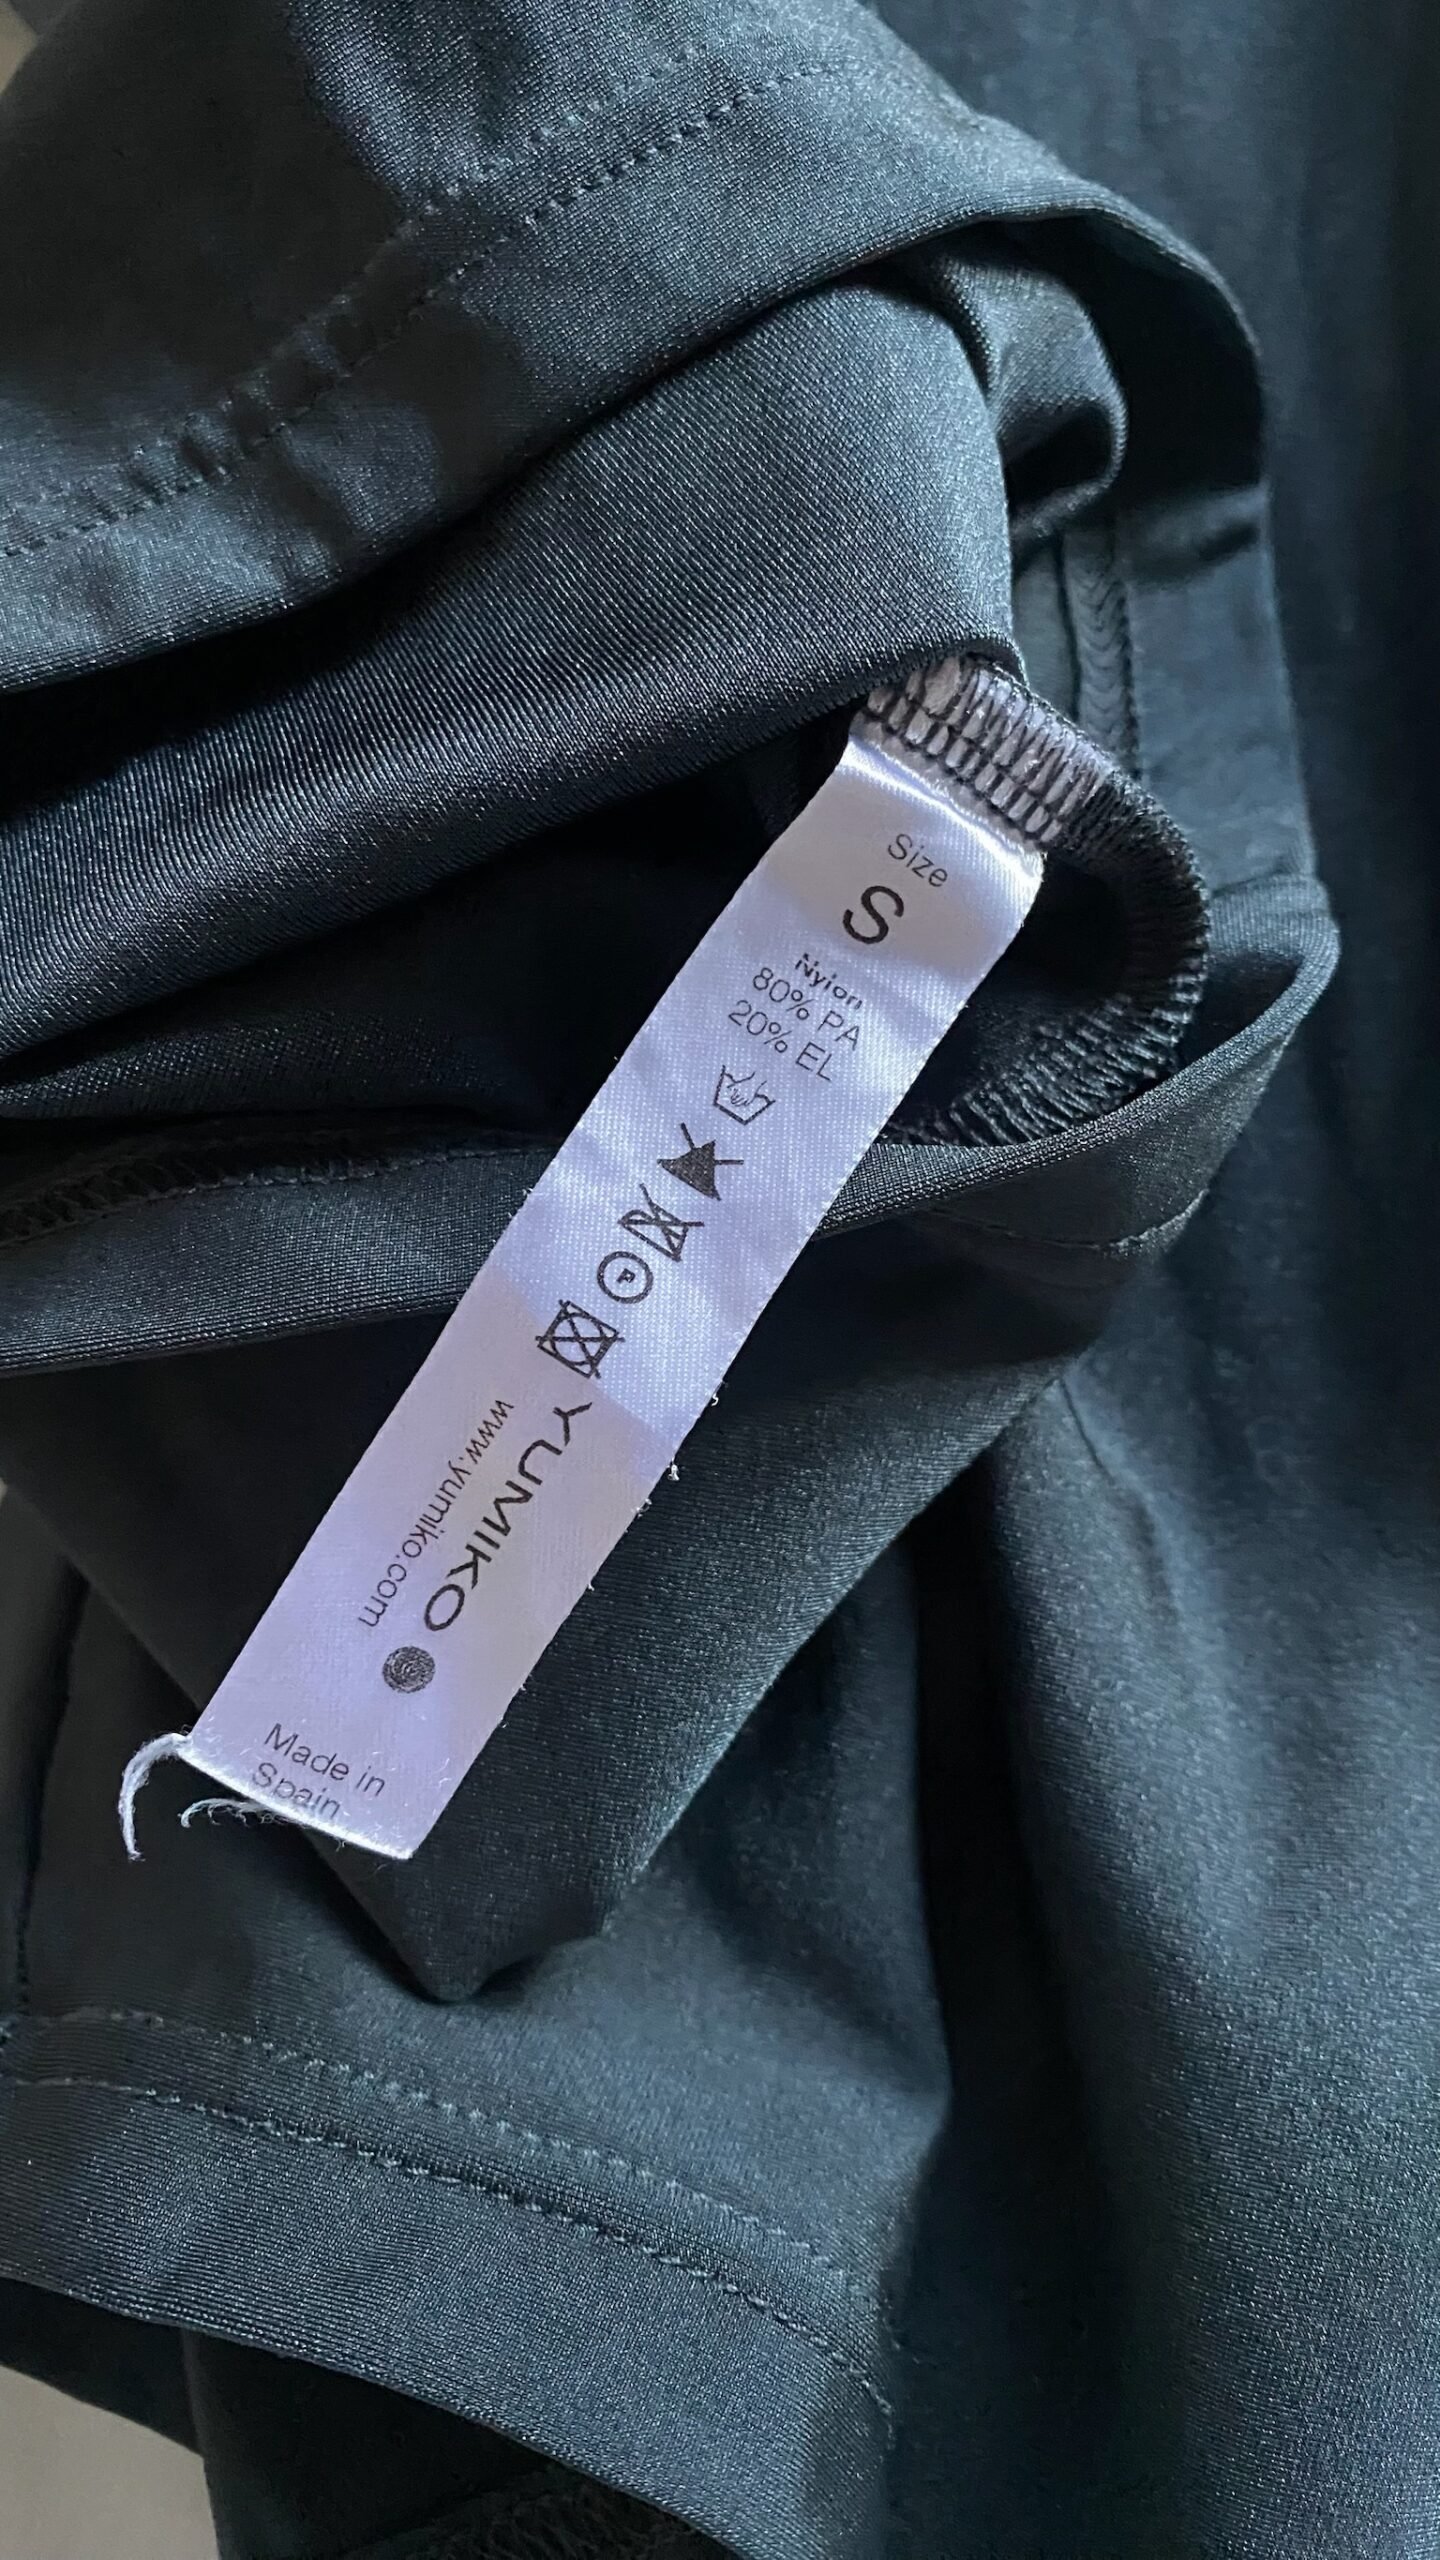 Size
S
Nylon
80% PA
20% EL
P
YUMIKO
www.yumiko.com
Made in
Spain